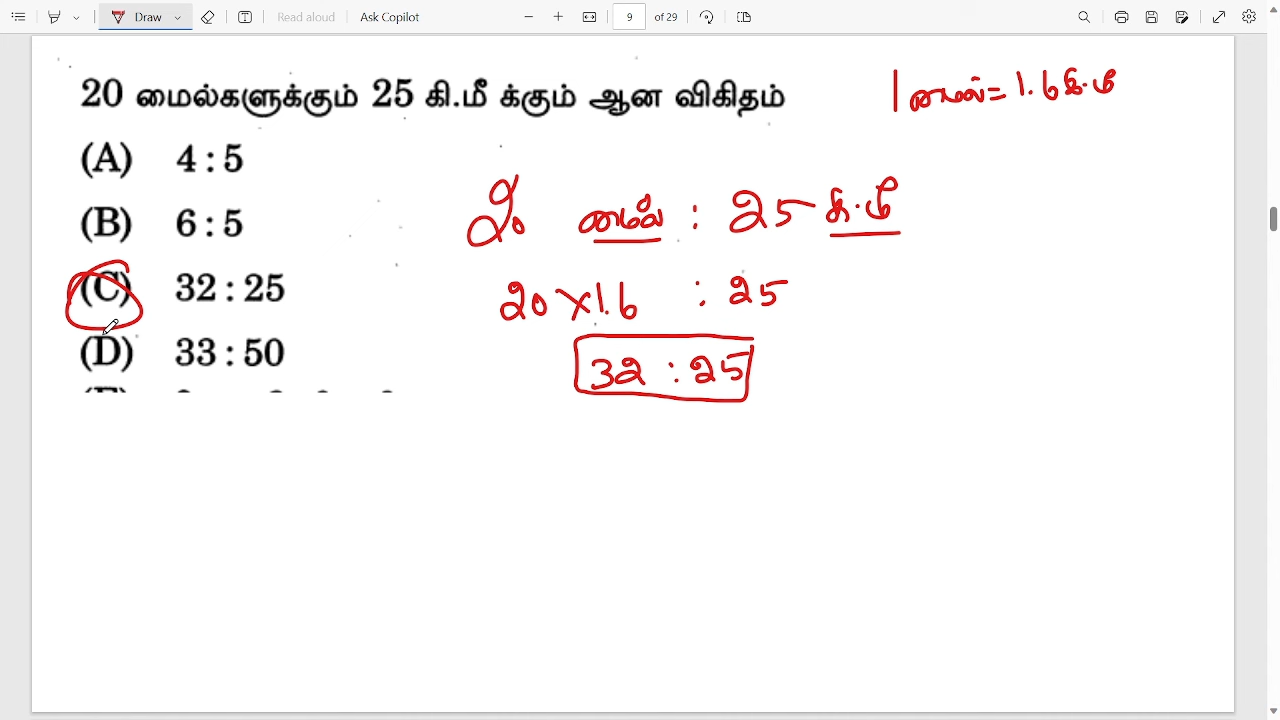 Draw
Read aloud
Ask Copilot
9
of 29
20 மைல்களுக்கும் 25 கி.மீ க்கும் ஆன விகிதம்
1 மைல் = 1.6 கி.மீ
(A) 4 : 5
(B) 6 : 5
20 மைல் : 25 கி.மீ
(C) 32 : 25
20 × 1.6 : 25
(D) 33 : 50
32 : 25